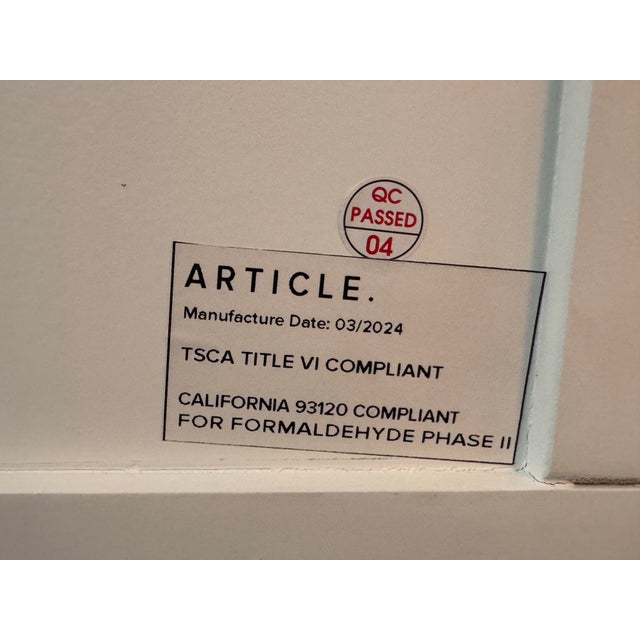 QC
PASSED
04
ARTICLE.
Manufacture Date: 03/2024
TSCA TITLE VI COMPLIANT
CALIFORNIA 93120 COMPLIANT
FOR FORMALDEHYDE PHASE II